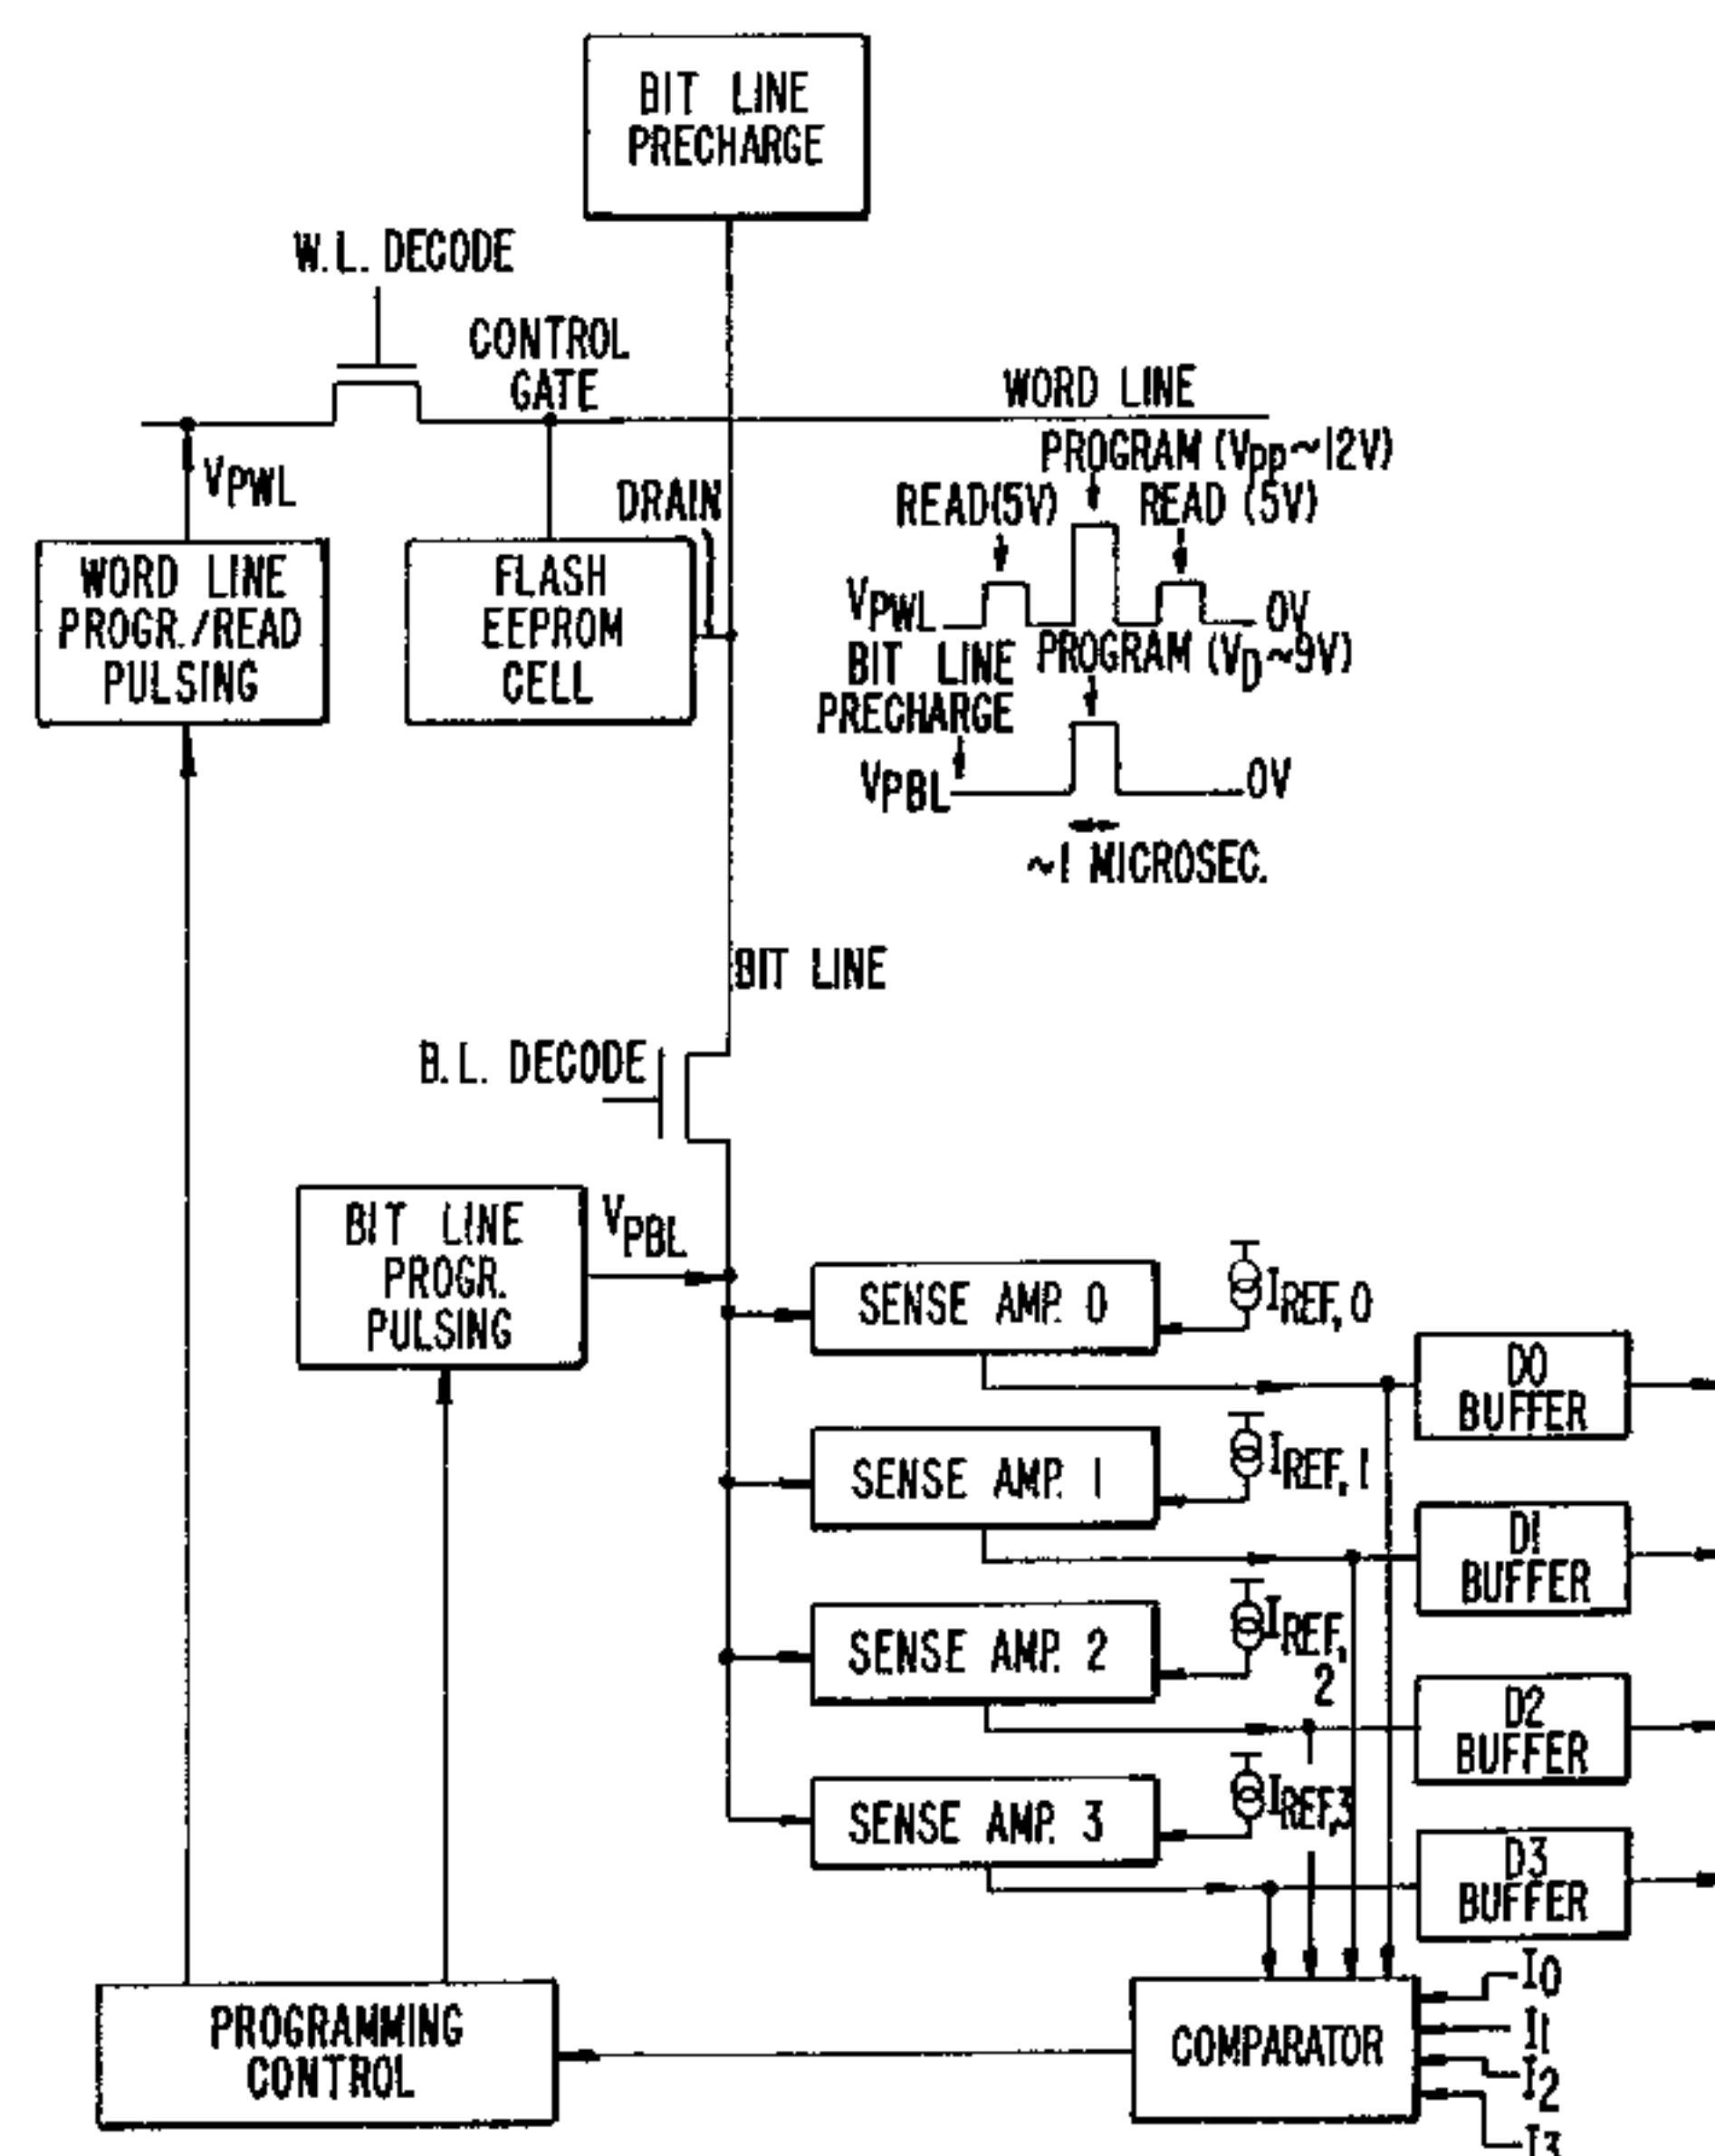 BIT LINE
PRECHARGE
W.L. DECODE
CONTROL
GATE
WORD LINE
PROGRAM (VPP~12V)
READ(5V)
READ (5V)
VPWL
DRAIN
WORD LINE
PROGR./READ
PULSING
FLASH
EEPROM
CELL
VPWL
0V
BIT LINE
PRECHARGE
PROGRAM (VD~9V)
VPBL
0V
~1 MICROSEC.
BIT LINE
B.L. DECODE
BIT LINE
PROGR.
PULSING
VPBL
SENSE AMP. 0
IREF,0
D0
BUFFER
SENSE AMP. 1
IREF,1
D1
BUFFER
SENSE AMP. 2
IREF,
2
D2
BUFFER
SENSE AMP. 3
IREF,3
D3
BUFFER
PROGRAMMING
CONTROL
COMPARATOR
I0
I1
I2
I3